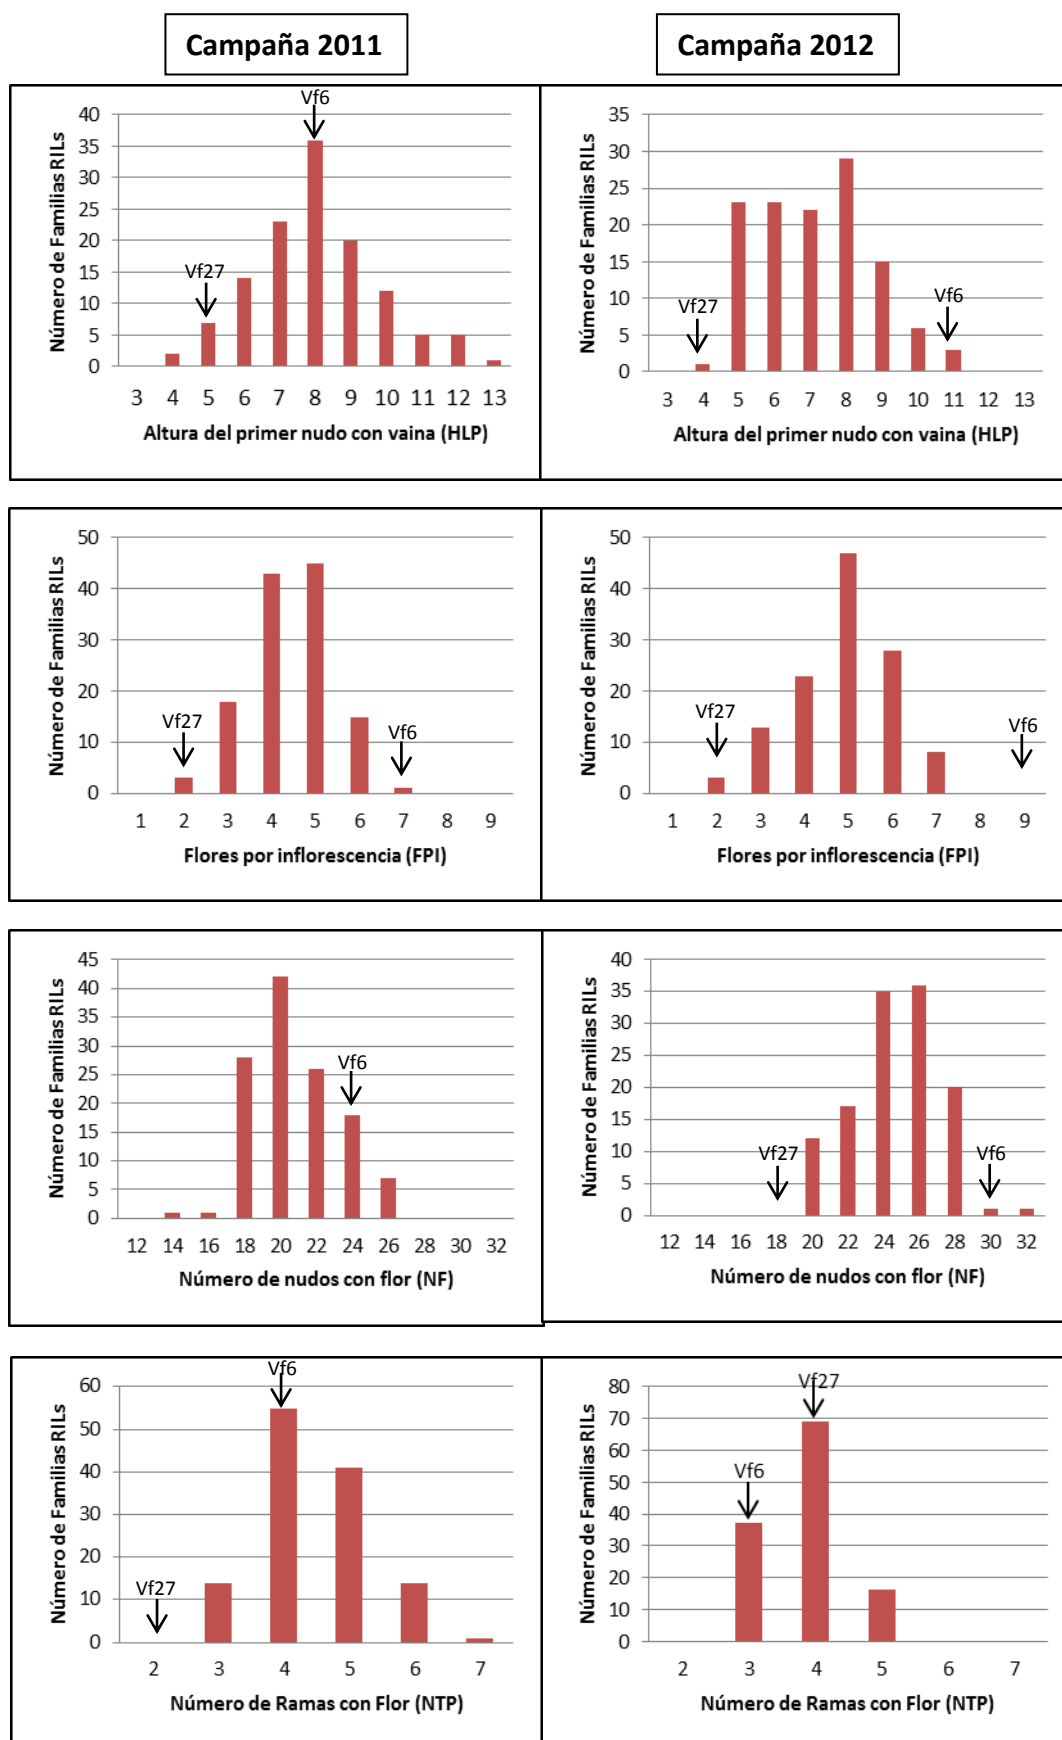 Campaña 2011
Campaña 2012
Número de Familias RILs
40
35
30
25
20
15
10
5
0
Vf6
Vf27
3 4 5 6 7 8 9 10 11 12 13
Altura del primer nudo con vaina (HLP)
Número de Familias RILs
35
30
25
20
15
10
5
0
Vf27
Vf6
3 4 5 6 7 8 9 10 11 12 13
Altura del primer nudo con vaina (HLP)
Número de Familias RILs
50
40
30
20
10
0
Vf27
Vf6
1 2 3 4 5 6 7 8 9
Flores por inflorescencia (FPI)
Número de Familias RILs
50
40
30
20
10
0
Vf27
Vf6
1 2 3 4 5 6 7 8 9
Flores por inflorescencia (FPI)
Número de Familias RILs
45
40
35
30
25
20
15
10
5
0
Vf6
12 14 16 18 20 22 24 26 28 30 32
Número de nudos con flor (NF)
Número de Familias RILs
40
35
30
25
20
15
10
5
0
Vf27
Vf6
12 14 16 18 20 22 24 26 28 30 32
Número de nudos con flor (NF)
Número de Familias RILs
60
50
40
30
20
10
0
Vf6
Vf27
2 3 4 5 6 7
Número de Ramas con Flor (NTP)
Número de Familias RILs
80
70
60
50
40
30
20
10
0
Vf27
Vf6
2 3 4 5 6 7
Número de Ramas con Flor (NTP)